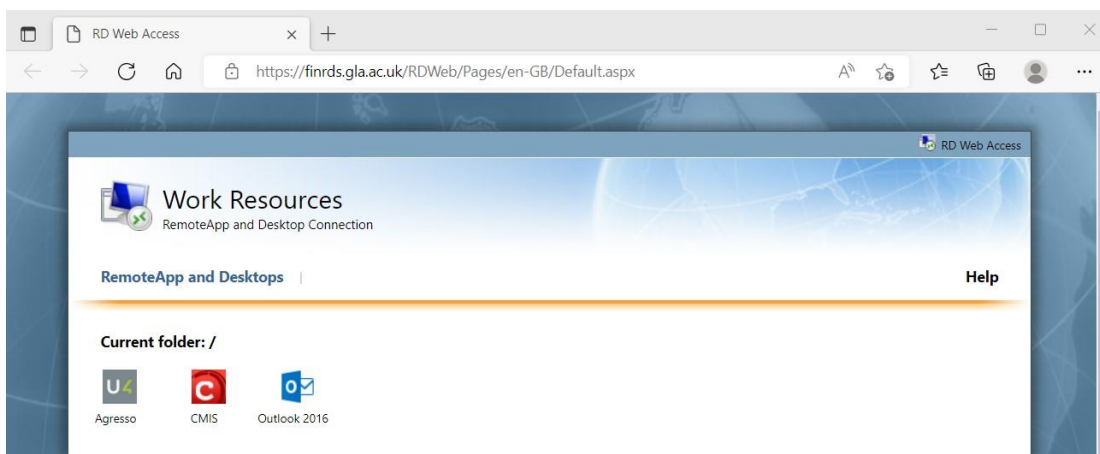 RD Web Access
https://finrds.gla.ac.uk/RDWeb/Pages/en-GB/Default.aspx
RD Web Access
Work Resources
RemoteApp and Desktop Connection
RemoteApp and Desktops | Help
Current folder: /
U4 C O
Agresso CMIS Outlook 2016